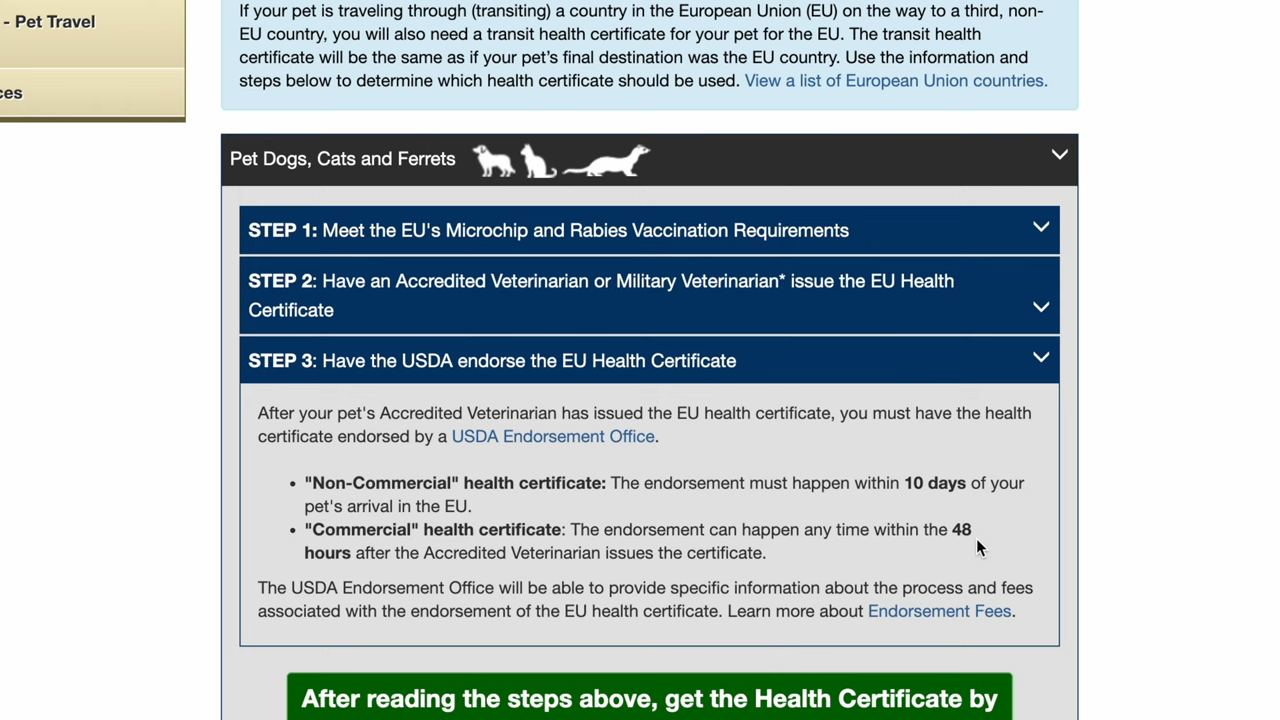 - Pet Travel
ces
If your pet is traveling through (transiting) a country in the European Union (EU) on the way to a third, non-
EU country, you will also need a transit health certificate for your pet for the EU. The transit health
certificate will be the same as if your pet's final destination was the EU country. Use the information and
steps below to determine which health certificate should be used. View a list of European Union countries.
Pet Dogs, Cats and Ferrets
STEP 1: Meet the EU's Microchip and Rabies Vaccination Requirements
STEP 2: Have an Accredited Veterinarian or Military Veterinarian* issue the EU Health
Certificate
STEP 3: Have the USDA endorse the EU Health Certificate
After your pet's Accredited Veterinarian has issued the EU health certificate, you must have the health
certificate endorsed by a USDA Endorsement Office.
• "Non-Commercial" health certificate: The endorsement must happen within 10 days of your
pet's arrival in the EU.
• "Commercial" health certificate: The endorsement can happen any time within the 48
hours after the Accredited Veterinarian issues the certificate.
The USDA Endorsement Office will be able to provide specific information about the process and fees
associated with the endorsement of the EU health certificate. Learn more about Endorsement Fees.
After reading the steps above, get the Health Certificate by